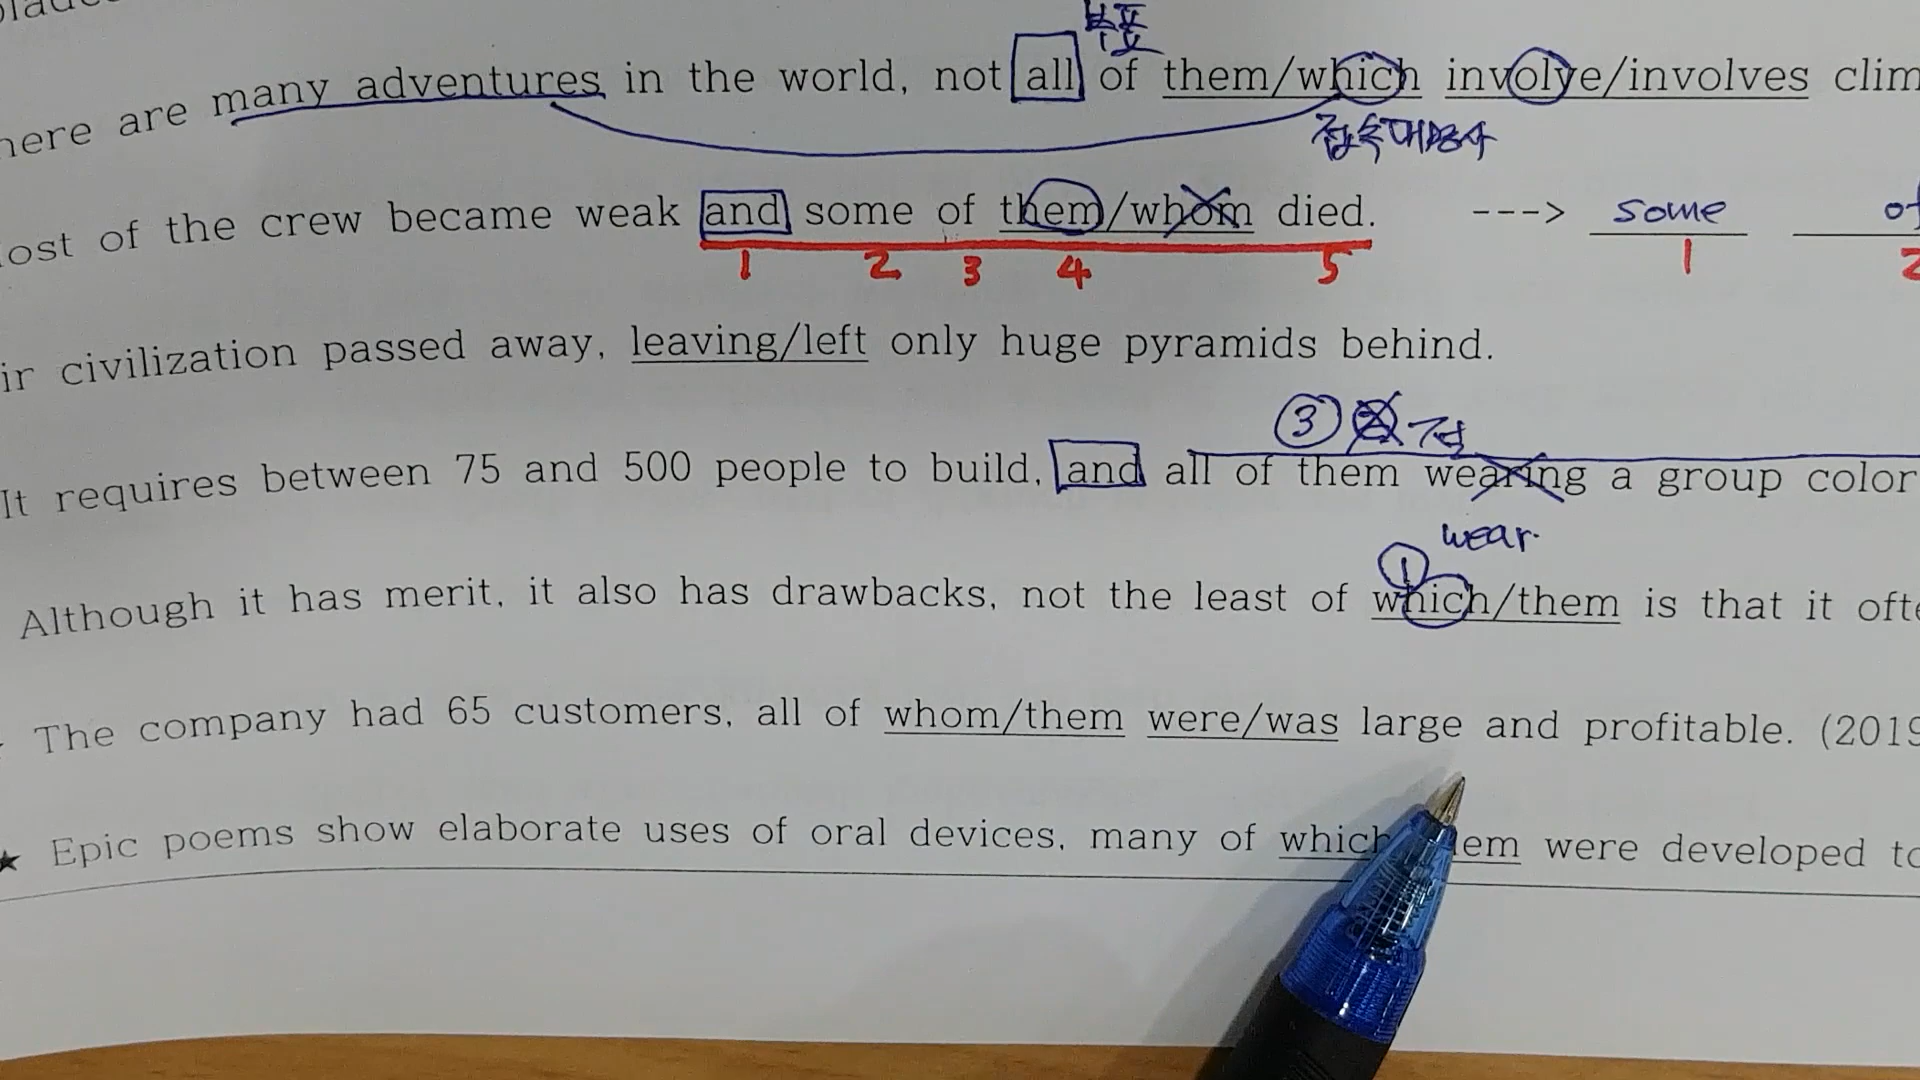 부표
here are many adventures in the world, not all of them/which involve/involves clim
접속대명사
ost of the crew became weak and some of them/whom died. ---> some of
1 2 3 4 5 1 2
ir civilization passed away, leaving/left only huge pyramids behind.
③
It requires between 75 and 500 people to build, and all of them wearing a group color
wear.
①
Although it has merit, it also has drawbacks, not the least of which/them is that it ofte
The company had 65 customers, all of whom/them were/was large and profitable. (2019
★ Epic poems show elaborate uses of oral devices, many of which em were developed to